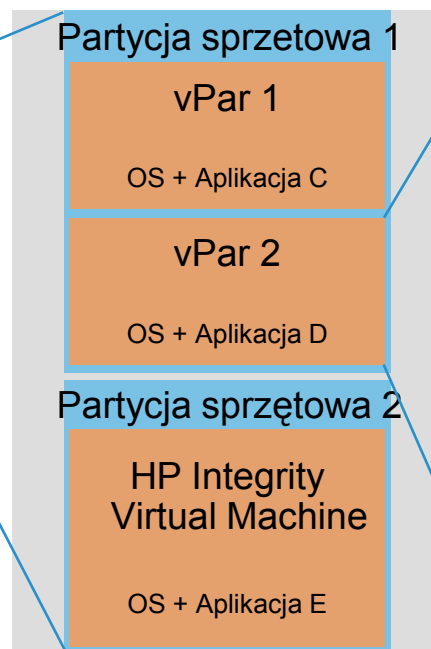 Partycja sprzetowa 1
vPar 1
OS + Aplikacja C
vPar 2
OS + Aplikacja D
Partycja sprzętowa 2
HP Integrity
Virtual Machine
OS + Aplikacja E